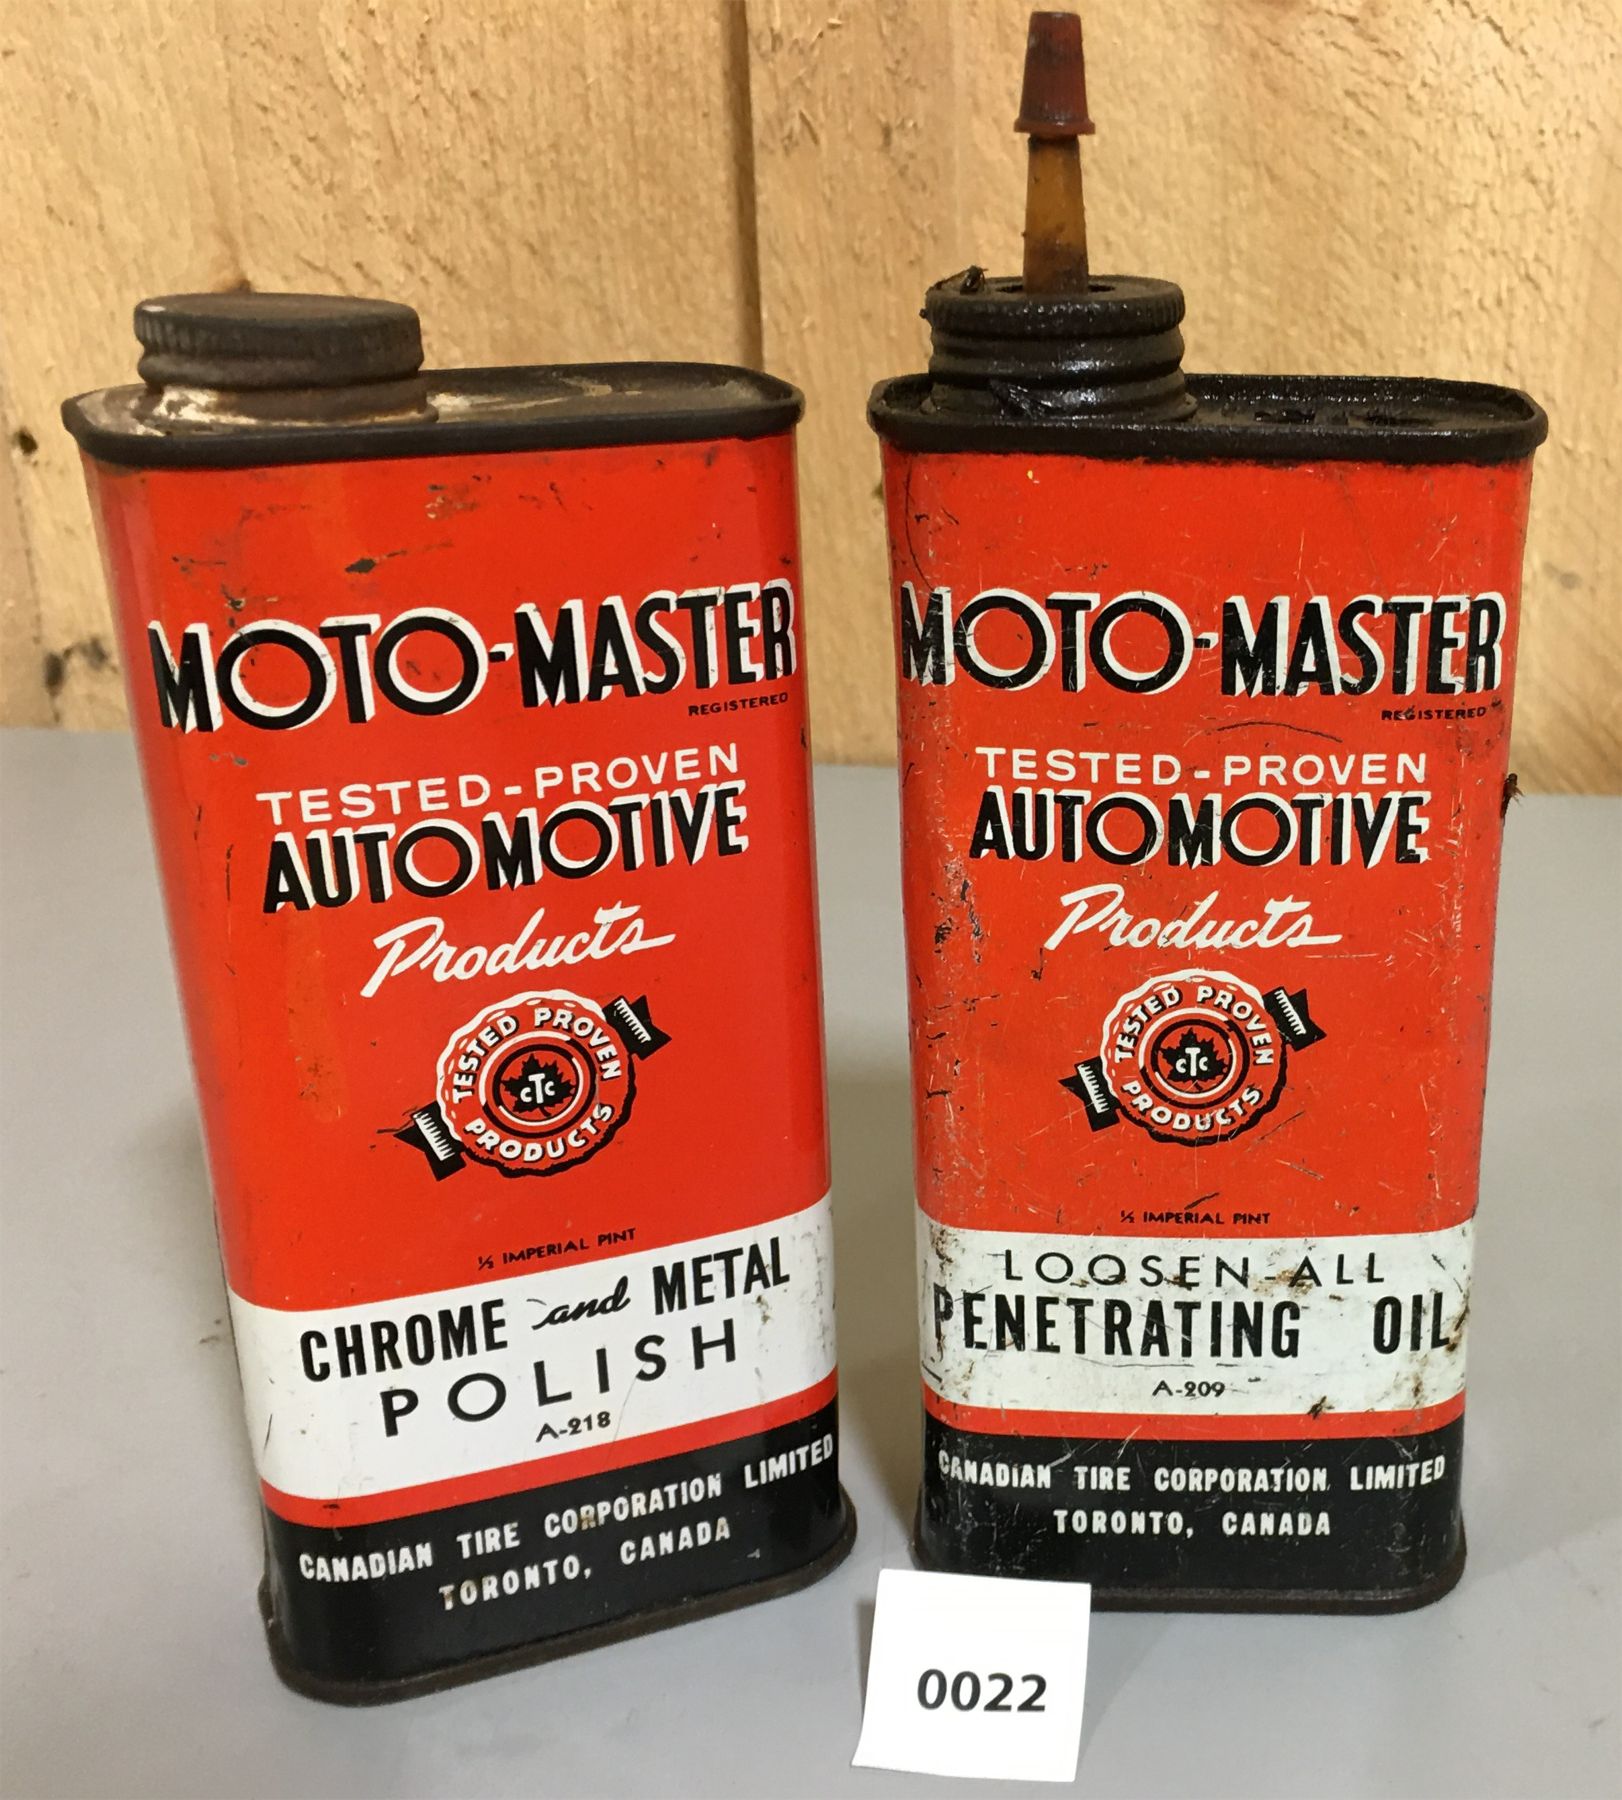 MOTO-MASTER
REGISTERED
TESTED-PROVEN
AUTOMOTIVE
Products
TESTED PROVEN
CTC
PRODUCTS
½ IMPERIAL PINT
CHROME and METAL
POLISH
A-218
CANADIAN TIRE CORPORATION LIMITED
TORONTO, CANADA
MOTO-MASTER
REGISTERED
TESTED-PROVEN
AUTOMOTIVE
Products
TESTED PROVEN
CTC
PRODUCTS
½ IMPERIAL PINT
LOOSEN-ALL
PENETRATING OIL
A-209
CANADIAN TIRE CORPORATION LIMITED
TORONTO, CANADA
0022